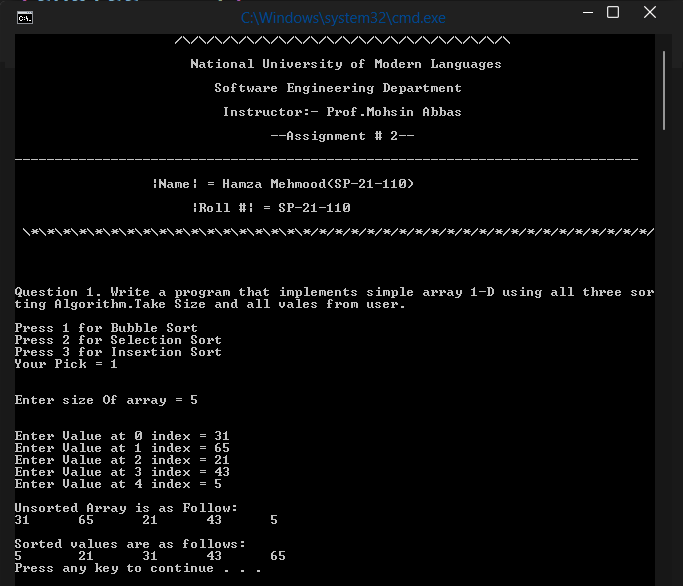 C:\Windows\system32\cmd.exe
/\/\/\/\/\/\/\/\/\/\/\/\/\/\/\/\/\/\/\/\/\
National University of Modern Languages
Software Engineering Department
Instructor:- Prof.Mohsin Abbas
--Assignment # 2--
------------------------------------------------------------------------------
|Name| = Hamza Mehmood(SP-21-110)
|Roll #| = SP-21-110
\*\*\*\*\*\*\*\*\*\*\*\*\*\*\*\*\*\*/*/*/*/*/*/*/*/*/*/*/*/*/*/*/*/*/*/*/*/*/*/
Question 1. Write a program that implements simple array 1-D using all three sor
ting Algorithm.Take Size and all vales from user.
Press 1 for Bubble Sort
Press 2 for Selection Sort
Press 3 for Insertion Sort
Your Pick = 1
Enter size Of array = 5
Enter Value at 0 index = 31
Enter Value at 1 index = 65
Enter Value at 2 index = 21
Enter Value at 3 index = 43
Enter Value at 4 index = 5
Unsorted Array is as Follow:
31 65 21 43 5
Sorted values are as follows:
5 21 31 43 65
Press any key to continue . . .